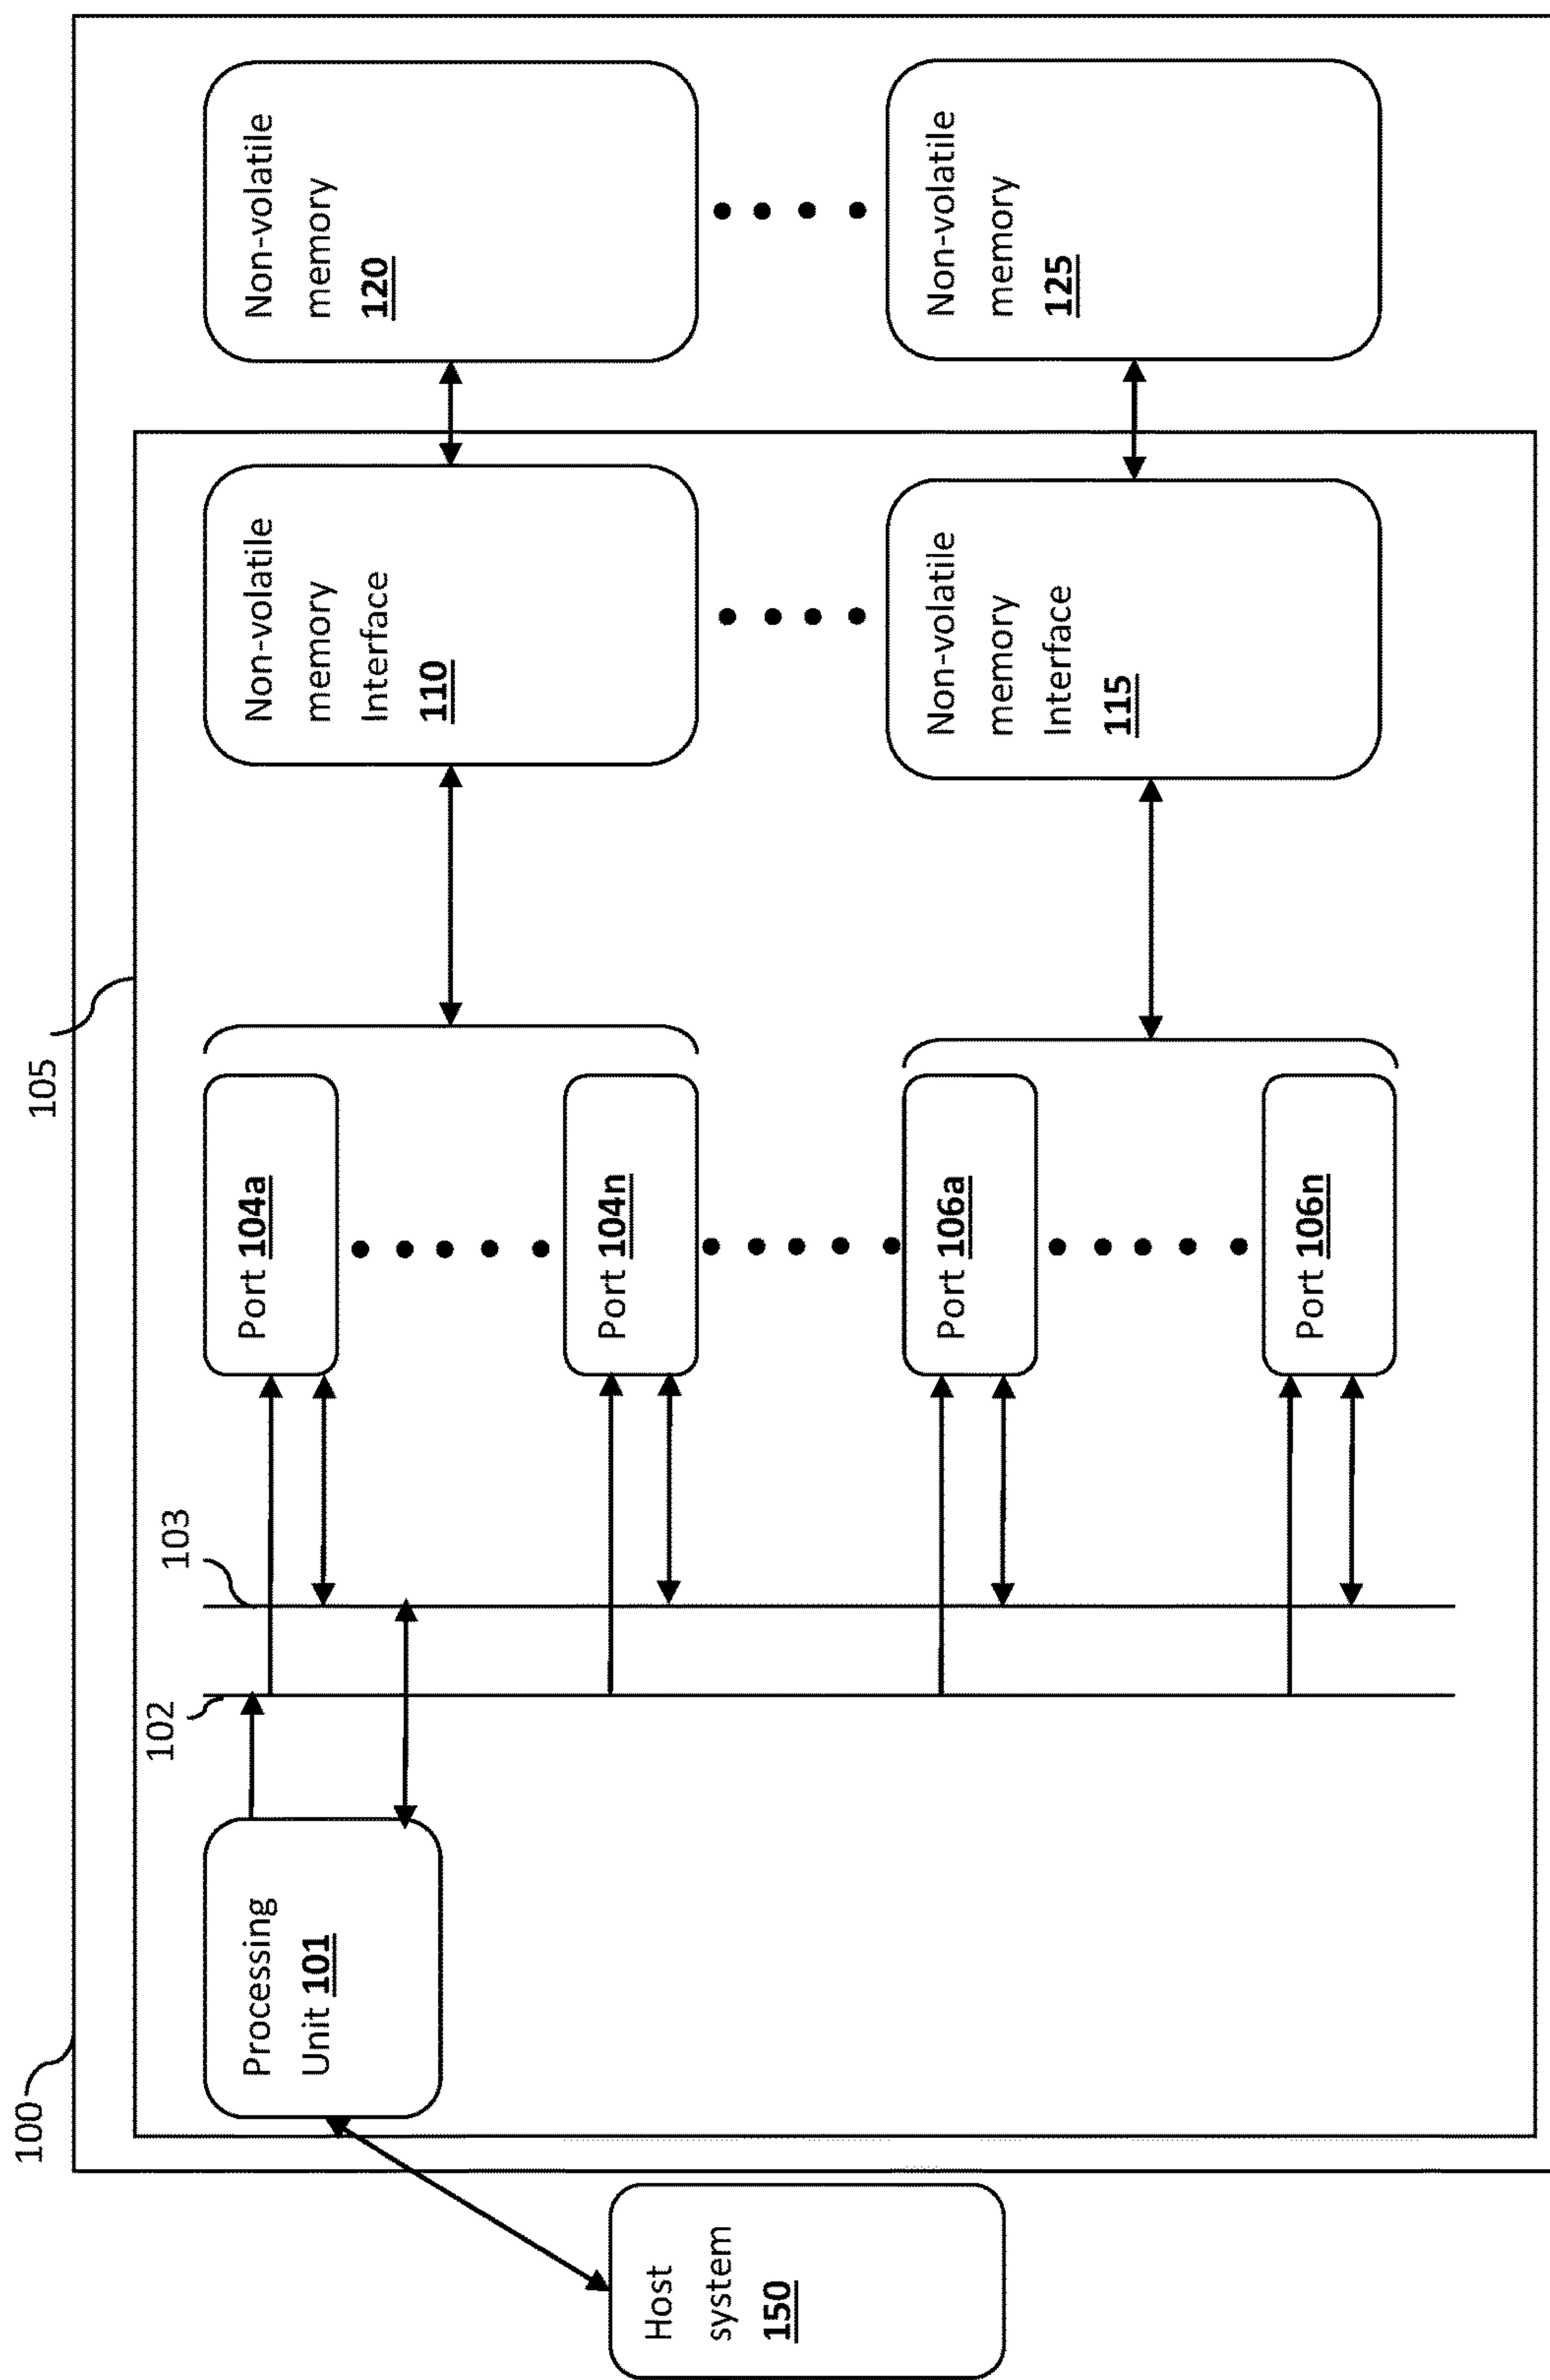 100
105
Host
system
150
Processing
Unit 101
102
103
Port 104a
Port 104n
Port 106a
Port 106n
Non-volatile
memory
Interface
110
Non-volatile
memory
Interface
115
Non-volatile
memory
120
Non-volatile
memory
125